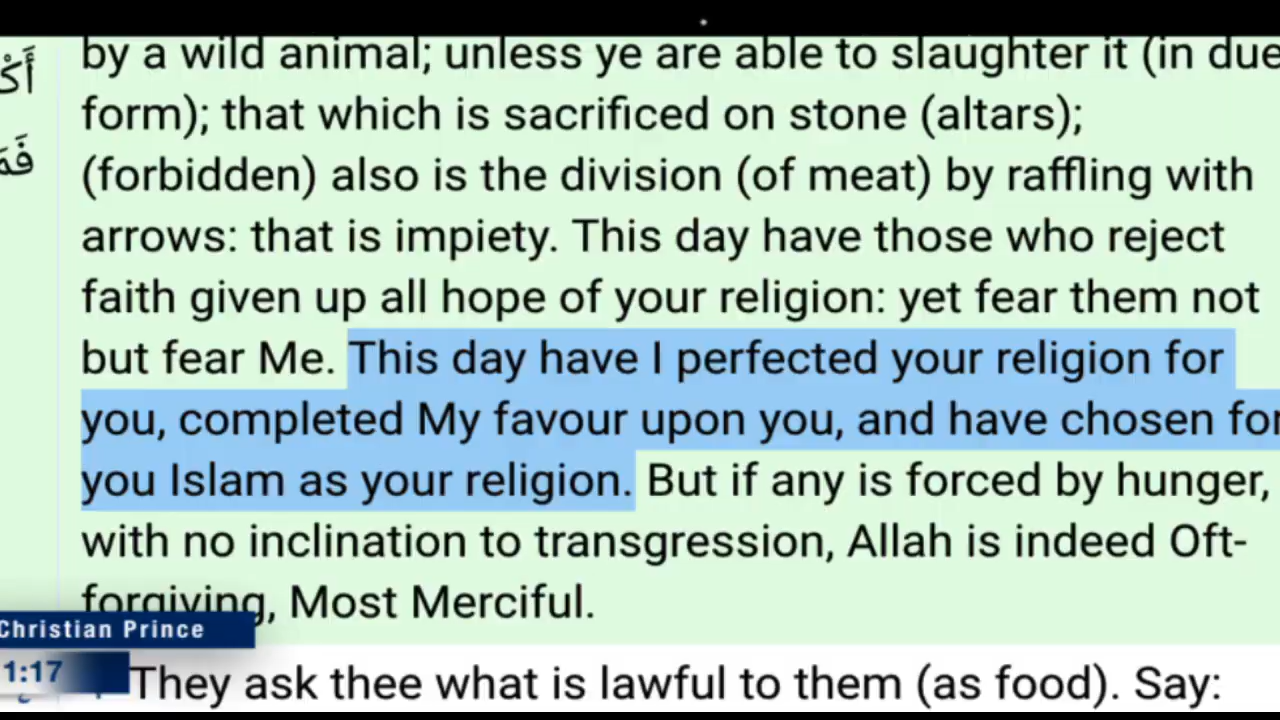 by a wild animal; unless ye are able to slaughter it (in due
form); that which is sacrificed on stone (altars);
(forbidden) also is the division (of meat) by raffling with
arrows: that is impiety. This day have those who reject
faith given up all hope of your religion: yet fear them not
but fear Me. This day have I perfected your religion for
you, completed My favour upon you, and have chosen for
you Islam as your religion. But if any is forced by hunger,
with no inclination to transgression, Allah is indeed Oft-
forgiving, Most Merciful.
Christian Prince
1:17
They ask thee what is lawful to them (as food). Say: